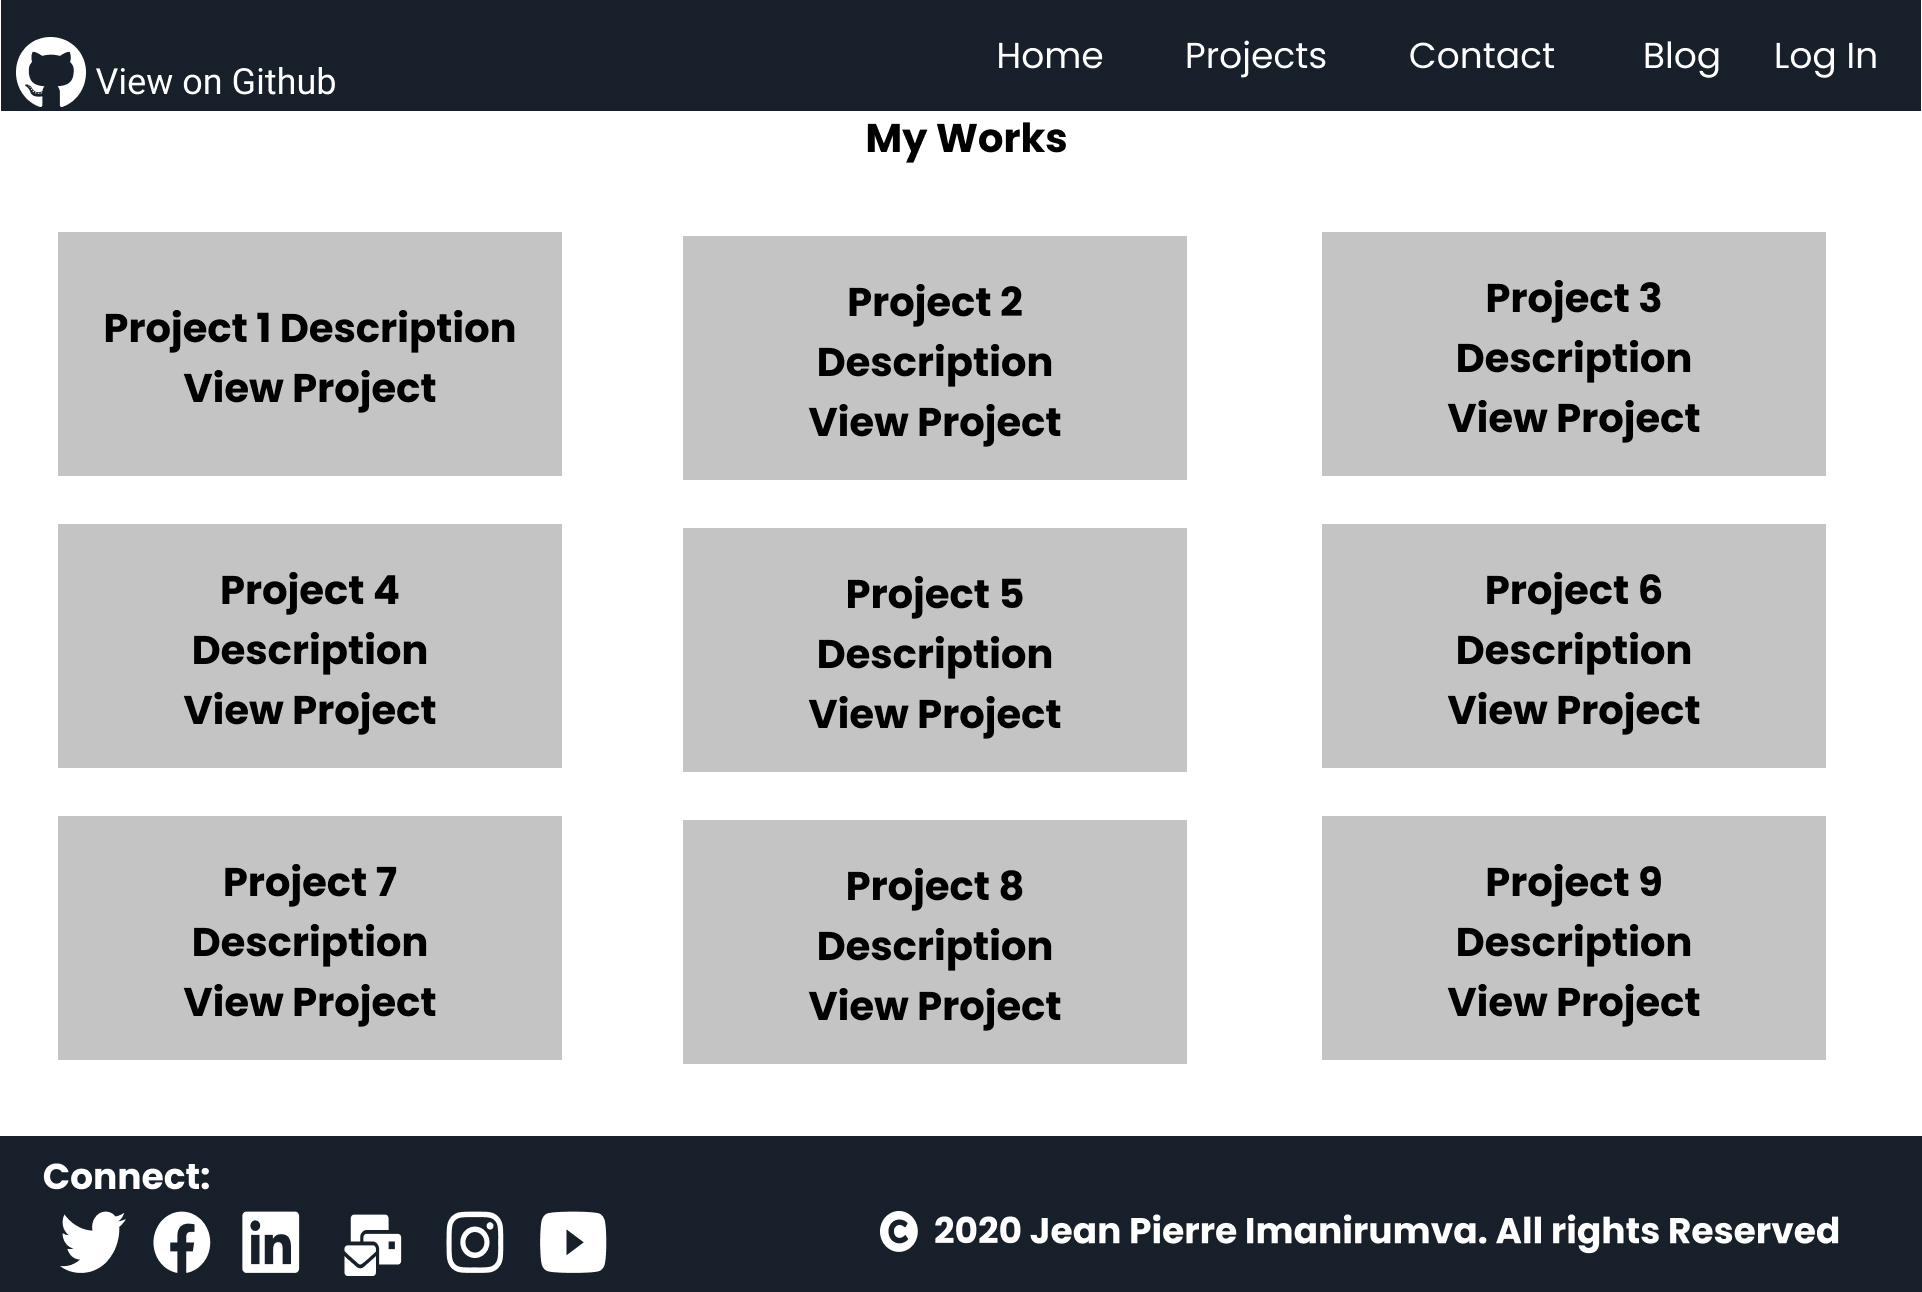 View on Github
Home
Projects
Contact
Blog
Log In
My Works
Project 1 Description
View Project
Project 2
Description
View Project
Project 3
Description
View Project
Project 4
Description
View Project
Project 5
Description
View Project
Project 6
Description
View Project
Project 7
Description
View Project
Project 8
Description
View Project
Project 9
Description
View Project
Connect:
© 2020 Jean Pierre Imanirumva. All rights Reserved